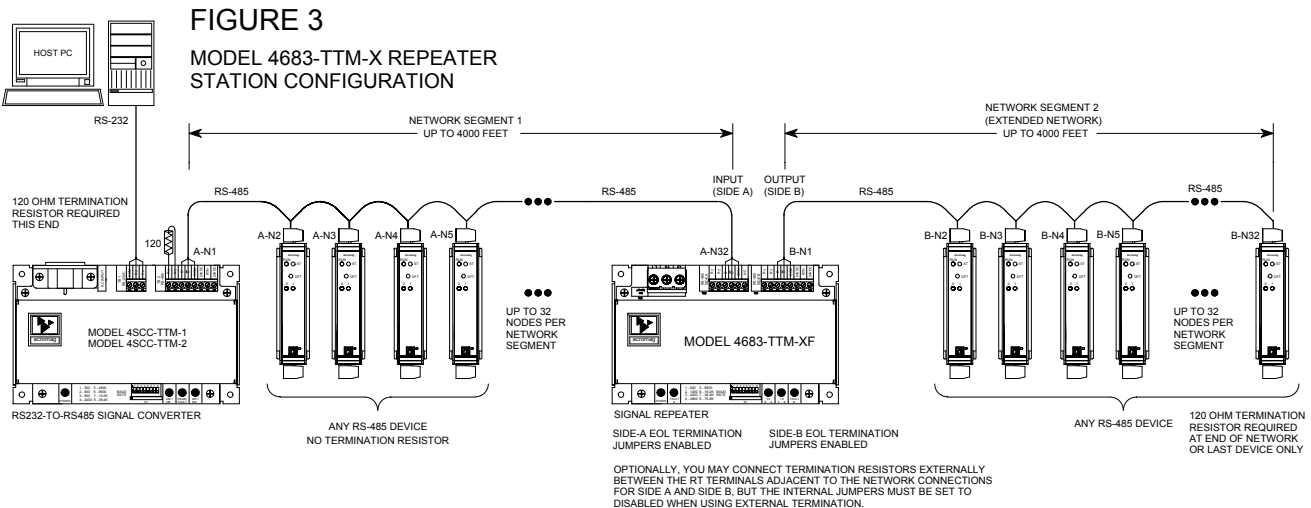 FIGURE 3
MODEL 4683-TTM-X REPEATER
STATION CONFIGURATION
HOST PC
RS-232
NETWORK SEGMENT 1
UP TO 4000 FEET
NETWORK SEGMENT 2
(EXTENDED NETWORK)
UP TO 4000 FEET
120 OHM TERMINATION
RESISTOR REQUIRED
THIS END
120
RS-485
RS-485
INPUT
(SIDE A)
OUTPUT
(SIDE B)
RS-485
RS-485
A-N1
A-N2
A-N3
A-N4
A-N5
A-N32
B-N1
B-N2
B-N3
B-N4
B-N5
B-N32
acromag
MODEL 4SCC-TTM-1
MODEL 4SCC-TTM-2
UP TO 32
NODES PER
NETWORK
SEGMENT
acromag
MODEL 4683-TTM-XF
UP TO 32
NODES PER
NETWORK
SEGMENT
RS232-TO-RS485 SIGNAL CONVERTER
ANY RS-485 DEVICE
NO TERMINATION RESISTOR
SIGNAL REPEATER
SIDE-A EOL TERMINATION
JUMPERS ENABLED
SIDE-B EOL TERMINATION
JUMPERS ENABLED
OPTIONALLY, YOU MAY CONNECT TERMINATION RESISTORS EXTERNALLY
BETWEEN THE RT TERMINALS ADJACENT TO THE NETWORK CONNECTIONS
FOR SIDE A AND SIDE B, BUT THE INTERNAL JUMPERS MUST BE SET TO
DISABLED WHEN USING EXTERNAL TERMINATION.
ANY RS-485 DEVICE
120 OHM TERMINATION
RESISTOR REQUIRED
AT END OF NETWORK
OR LAST DEVICE ONLY